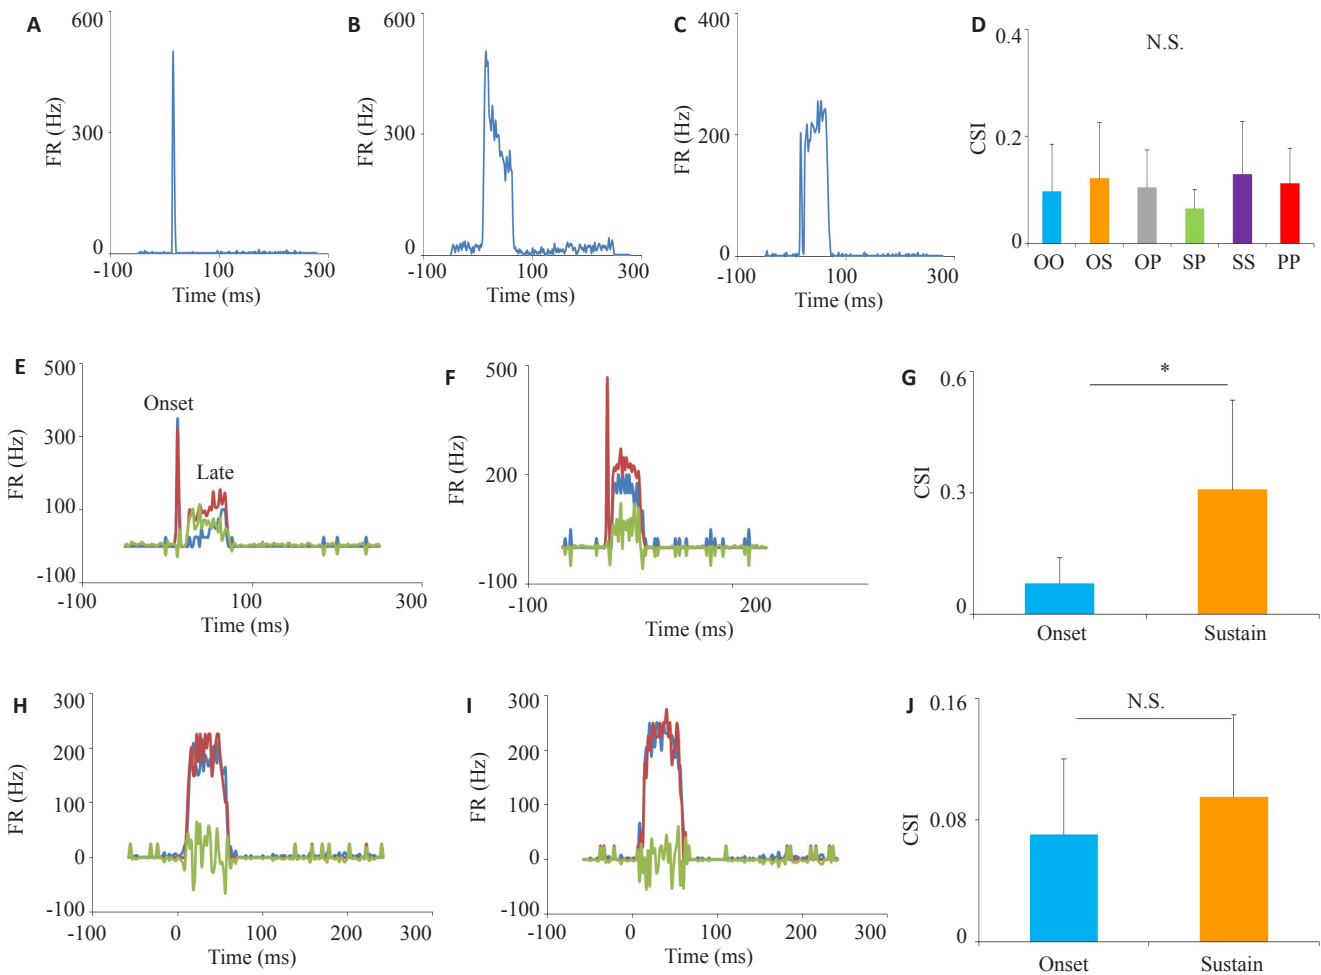 A
600
300
0
-100
100
300
FR (Hz)
Time (ms)
B
600
300
0
-100
100
300
FR (Hz)
Time (ms)
C
400
200
0
-100
100
300
FR (Hz)
Time (ms)
D
0.4
0.2
0
CSI
N.S.
OO OS OP SP SS PP
E
500
300
100
-100
-100
100
300
FR (Hz)
Onset
Late
Time (ms)
F
500
200
-100
-100
200
FR (Hz)
Time (ms)
G
0.6
0.3
0
CSI
*
Onset Sustain
H
300
200
100
0
-100
-100 0 100 200 300
FR (Hz)
Time (ms)
I
300
200
100
0
-100
-100 0 100 200 300
FR (Hz)
Time (ms)
J
0.16
0.08
0
CSI
N.S.
Onset Sustain